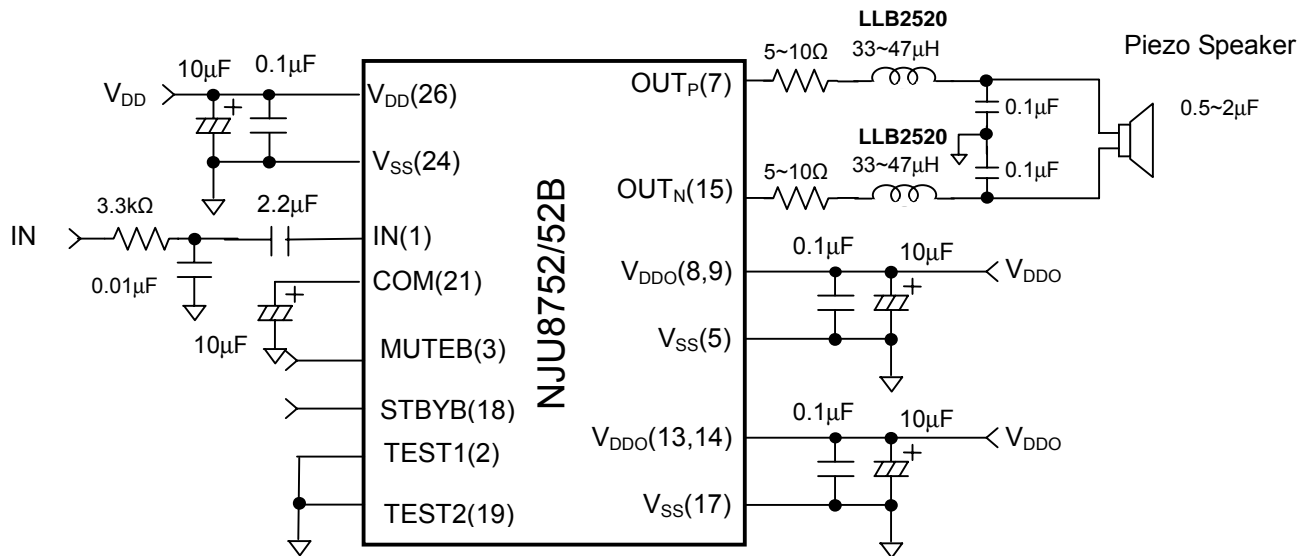 LLB2520
5~10Ω
33~47μH
Piezo Speaker
10μF
0.1μF
V_DD
V_DD(26)
OUT_P(7)
0.1μF
0.5~2μF
LLB2520
33~47μH
V_SS(24)
5~10Ω
0.1μF
OUT_N(15)
3.3kΩ
2.2μF
IN
IN(1)
0.01μF
COM(21)
10μF
MUTEB(3)
STBYB(18)
TEST1(2)
TEST2(19)
NJU8752/52B
0.1μF
10μF
V_DDO(8,9)
V_DDO
V_SS(5)
0.1μF
10μF
V_DDO(13,14)
V_DDO
V_SS(17)